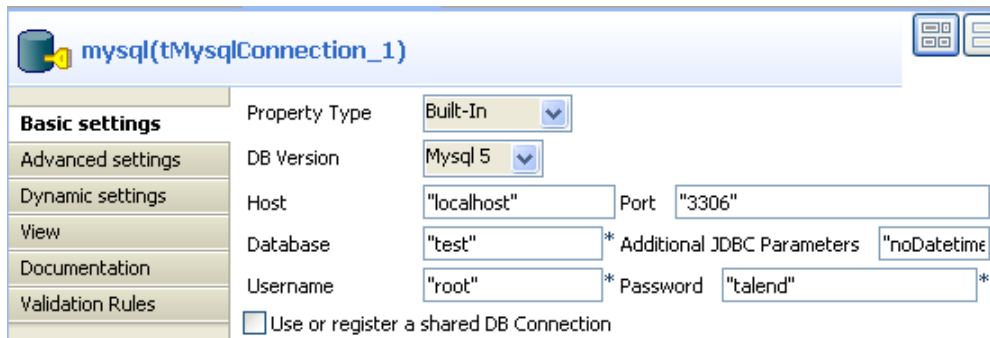 mysql(tMysqlConnection_1)
Basic settings
Advanced settings
Dynamic settings
View
Documentation
Validation Rules
Property Type Built-In
DB Version Mysql 5
Host "localhost" Port "3306"
Database "test" * Additional JDBC Parameters "noDatetime
Username "root" * Password "talend" *
Use or register a shared DB Connection